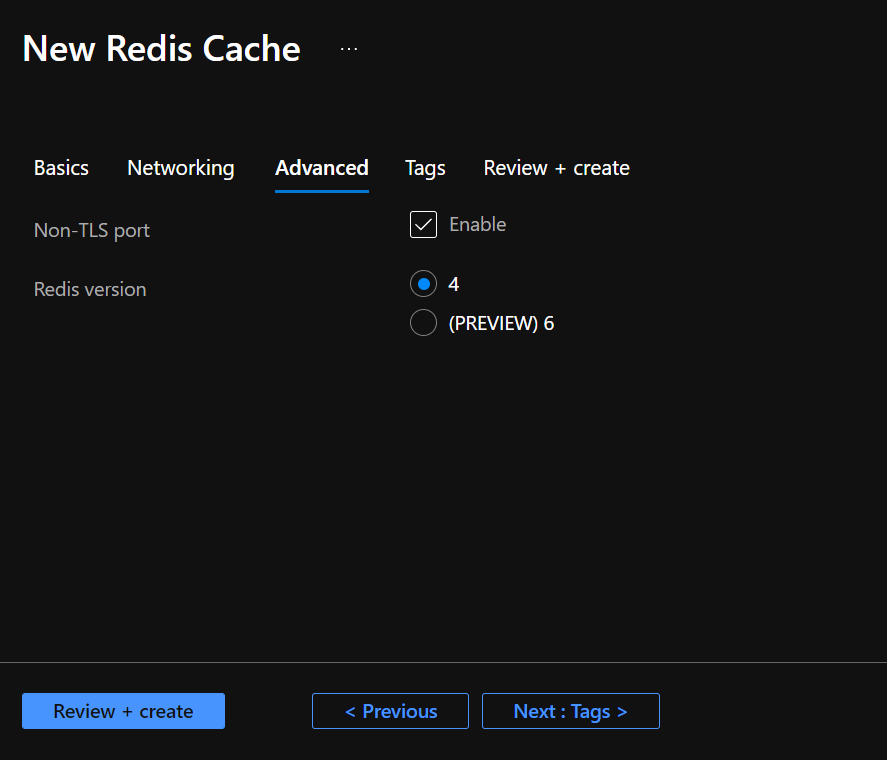 New Redis Cache ...
Basics Networking Advanced Tags Review + create
Non-TLS port Enable
Redis version 4
(PREVIEW) 6
Review + create < Previous Next : Tags >